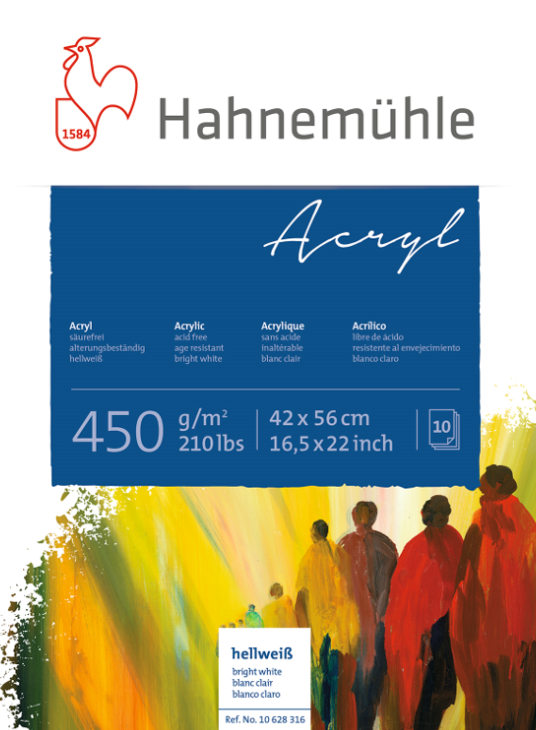 1584
Hahnemühle
Acryl
Acryl
säurefrei
alterungsbeständig
hellweiß
Acrylic
acid free
age resistant
bright white
Acrylique
sans acide
inaltérable
blanc clair
Acrílico
libre de ácido
resistente al envejecimiento
blanco claro
450 g/m²
210 lbs
42 x 56 cm
16,5 x 22 inch
10
hellweiß
bright white
blanc clair
blanco claro
Ref. No. 10 628 316